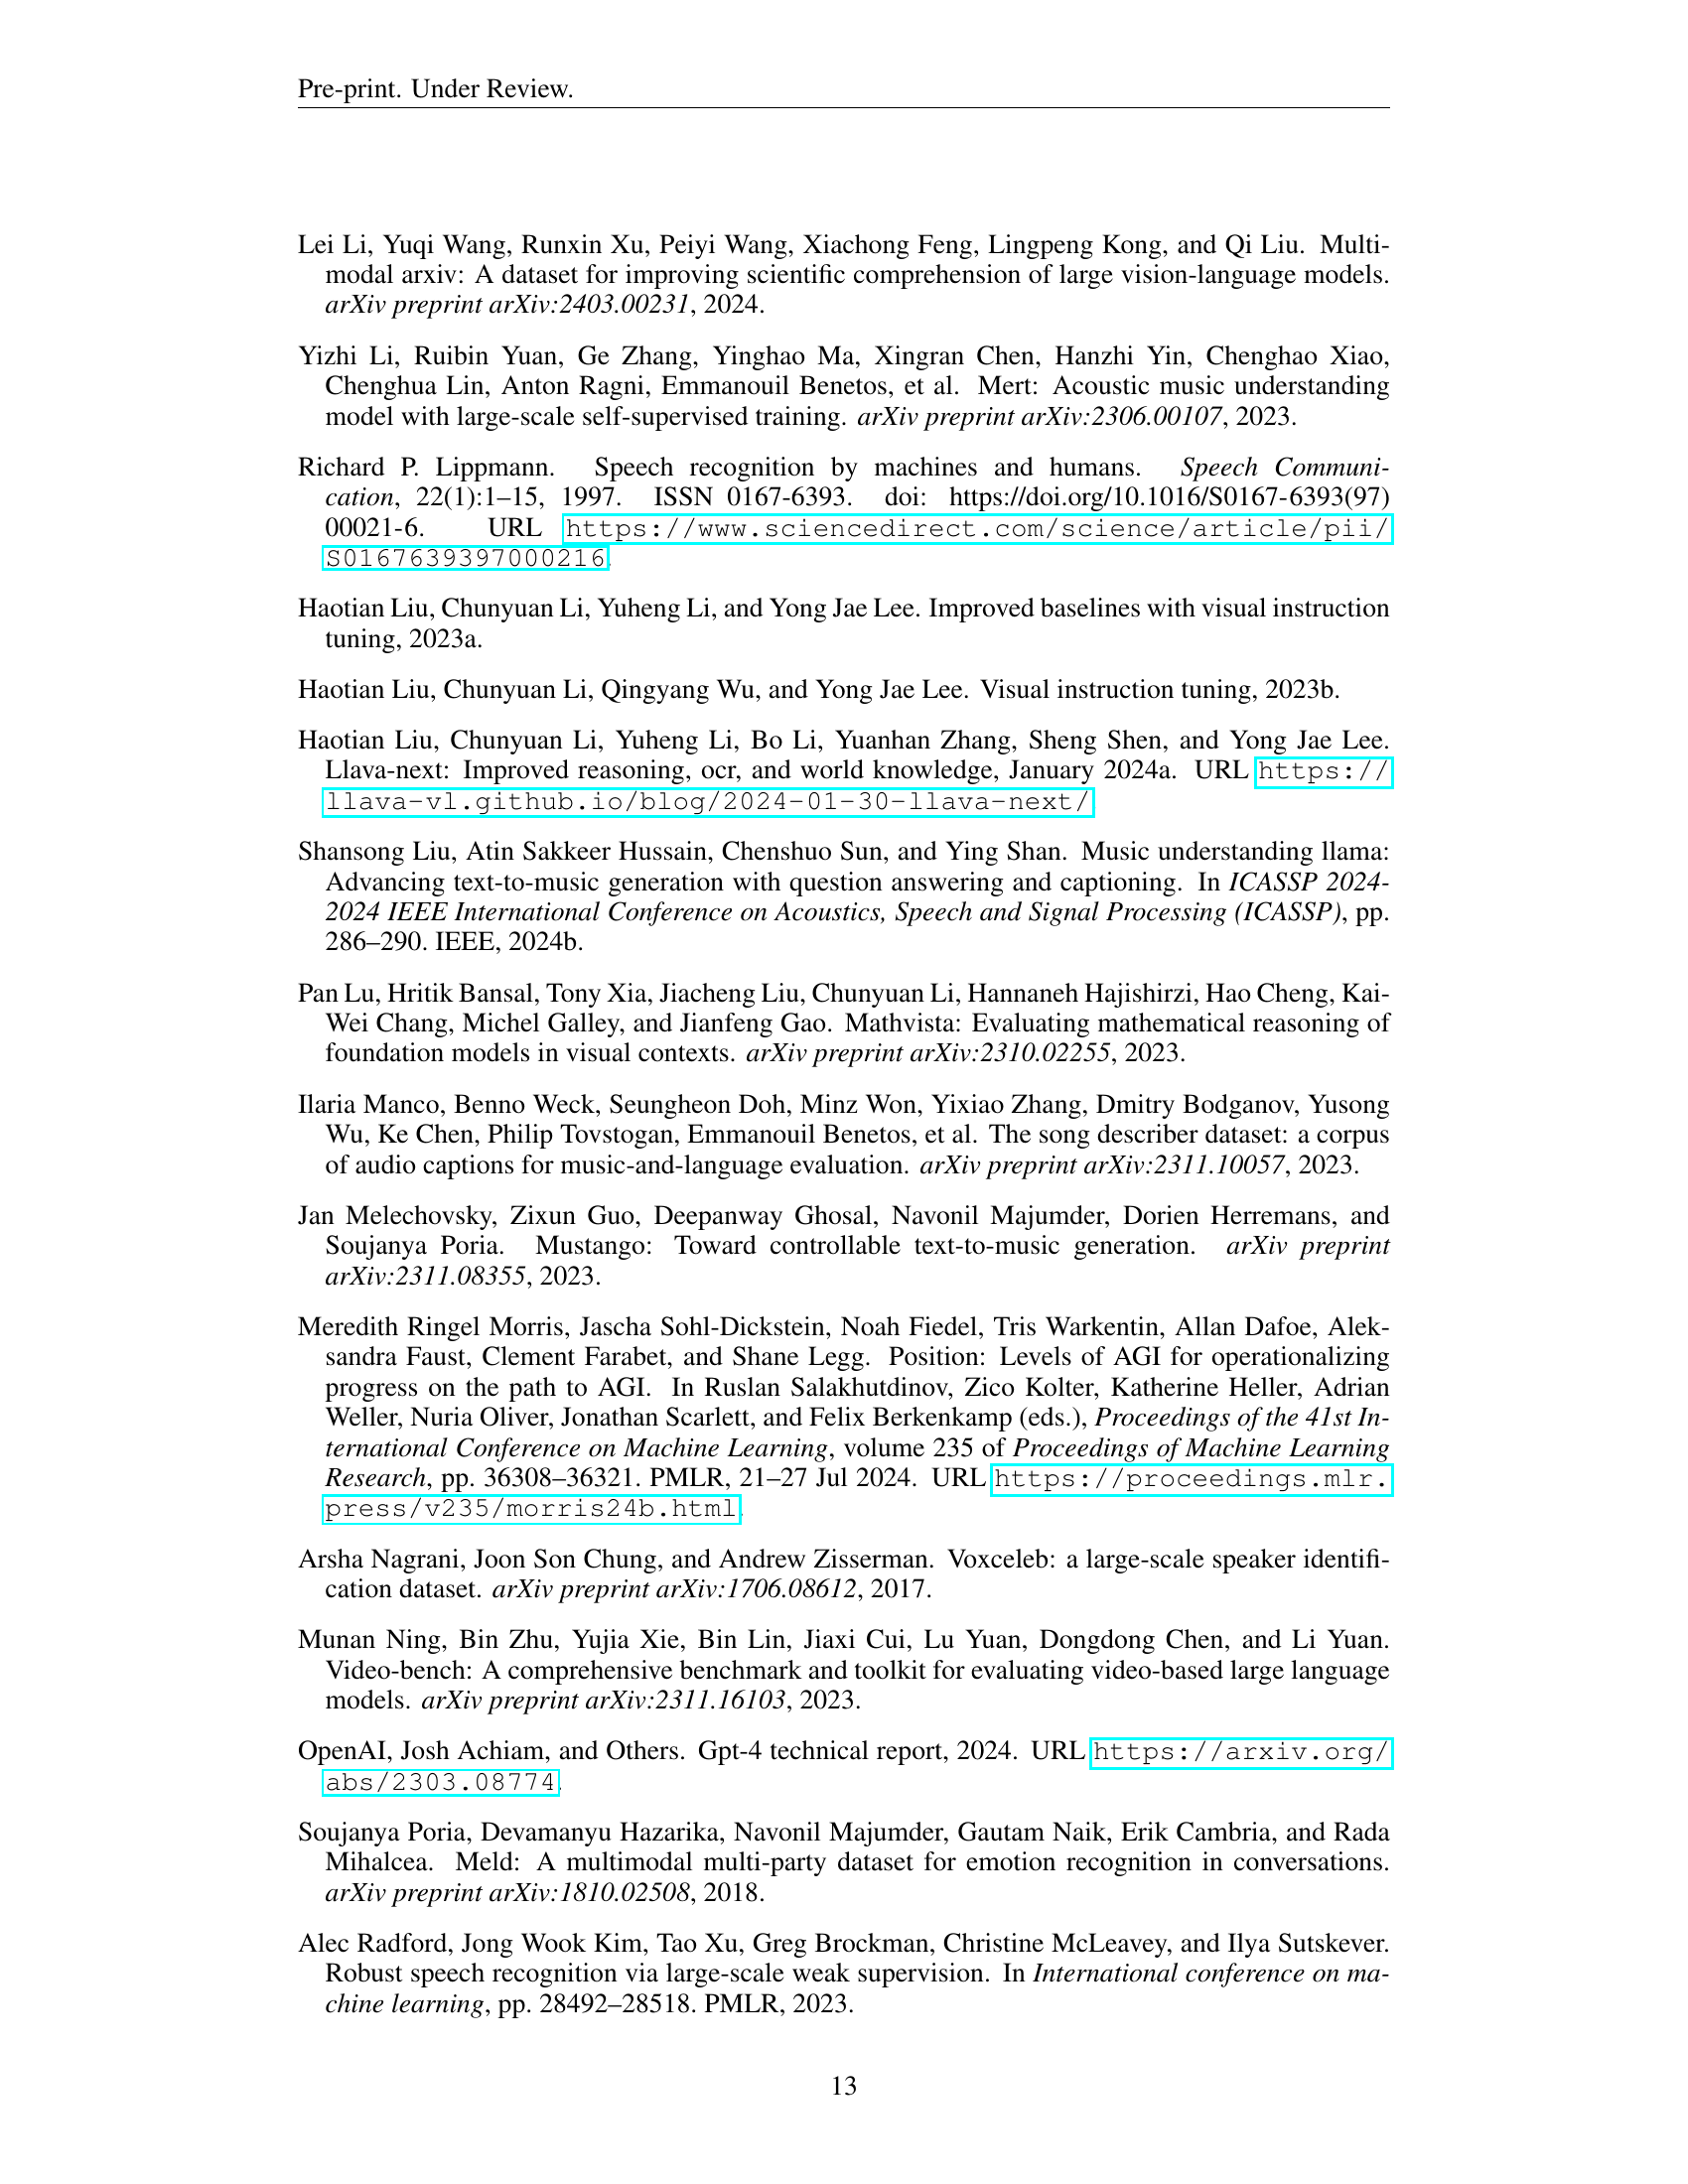 Pre-print. Under Review.
Lei Li, Yuqi Wang, Runxin Xu, Peiyi Wang, Xiachong Feng, Lingpeng Kong, and Qi Liu. Multi-
modal arxiv: A dataset for improving scientific comprehension of large vision-language models.
arXiv preprint arXiv:2403.00231, 2024.
Yizhi Li, Ruibin Yuan, Ge Zhang, Yinghao Ma, Xingran Chen, Hanzhi Yin, Chenghao Xiao,
Chenghua Lin, Anton Ragni, Emmanouil Benetos, et al. Mert: Acoustic music understanding
model with large-scale self-supervised training. arXiv preprint arXiv:2306.00107, 2023.
Richard P. Lippmann. Speech recognition by machines and humans. Speech Communi-
cation, 22(1):1–15, 1997. ISSN 0167-6393. doi: https://doi.org/10.1016/S0167-6393(97)
00021-6. URL https://www.sciencedirect.com/science/article/pii/
S0167639397000216.
Haotian Liu, Chunyuan Li, Yuheng Li, and Yong Jae Lee. Improved baselines with visual instruction
tuning, 2023a.
Haotian Liu, Chunyuan Li, Qingyang Wu, and Yong Jae Lee. Visual instruction tuning, 2023b.
Haotian Liu, Chunyuan Li, Yuheng Li, Bo Li, Yuanhan Zhang, Sheng Shen, and Yong Jae Lee.
Llava-next: Improved reasoning, ocr, and world knowledge, January 2024a. URL https://
llava-vl.github.io/blog/2024-01-30-llava-next/.
Shansong Liu, Atin Sakkeer Hussain, Chenshuo Sun, and Ying Shan. Music understanding llama:
Advancing text-to-music generation with question answering and captioning. In ICASSP 2024-
2024 IEEE International Conference on Acoustics, Speech and Signal Processing (ICASSP), pp.
286–290. IEEE, 2024b.
Pan Lu, Hritik Bansal, Tony Xia, Jiacheng Liu, Chunyuan Li, Hannaneh Hajishirzi, Hao Cheng, Kai-
Wei Chang, Michel Galley, and Jianfeng Gao. Mathvista: Evaluating mathematical reasoning of
foundation models in visual contexts. arXiv preprint arXiv:2310.02255, 2023.
Ilaria Manco, Benno Weck, Seungheon Doh, Minz Won, Yixiao Zhang, Dmitry Bodganov, Yusong
Wu, Ke Chen, Philip Tovstogan, Emmanouil Benetos, et al. The song describer dataset: a corpus
of audio captions for music-and-language evaluation. arXiv preprint arXiv:2311.10057, 2023.
Jan Melechovsky, Zixun Guo, Deepanway Ghosal, Navonil Majumder, Dorien Herremans, and
Soujanya Poria. Mustango: Toward controllable text-to-music generation. arXiv preprint
arXiv:2311.08355, 2023.
Meredith Ringel Morris, Jascha Sohl-Dickstein, Noah Fiedel, Tris Warkentin, Allan Dafoe, Alek-
sandra Faust, Clement Farabet, and Shane Legg. Position: Levels of AGI for operationalizing
progress on the path to AGI. In Ruslan Salakhutdinov, Zico Kolter, Katherine Heller, Adrian
Weller, Nuria Oliver, Jonathan Scarlett, and Felix Berkenkamp (eds.), Proceedings of the 41st In-
ternational Conference on Machine Learning, volume 235 of Proceedings of Machine Learning
Research, pp. 36308–36321. PMLR, 21–27 Jul 2024. URL https://proceedings.mlr.
press/v235/morris24b.html.
Arsha Nagrani, Joon Son Chung, and Andrew Zisserman. Voxceleb: a large-scale speaker identifi-
cation dataset. arXiv preprint arXiv:1706.08612, 2017.
Munan Ning, Bin Zhu, Yujia Xie, Bin Lin, Jiaxi Cui, Lu Yuan, Dongdong Chen, and Li Yuan.
Video-bench: A comprehensive benchmark and toolkit for evaluating video-based large language
models. arXiv preprint arXiv:2311.16103, 2023.
OpenAI, Josh Achiam, and Others. Gpt-4 technical report, 2024. URL https://arxiv.org/
abs/2303.08774.
Soujanya Poria, Devamanyu Hazarika, Navonil Majumder, Gautam Naik, Erik Cambria, and Rada
Mihalcea. Meld: A multimodal multi-party dataset for emotion recognition in conversations.
arXiv preprint arXiv:1810.02508, 2018.
Alec Radford, Jong Wook Kim, Tao Xu, Greg Brockman, Christine McLeavey, and Ilya Sutskever.
Robust speech recognition via large-scale weak supervision. In International conference on ma-
chine learning, pp. 28492–28518. PMLR, 2023.
13